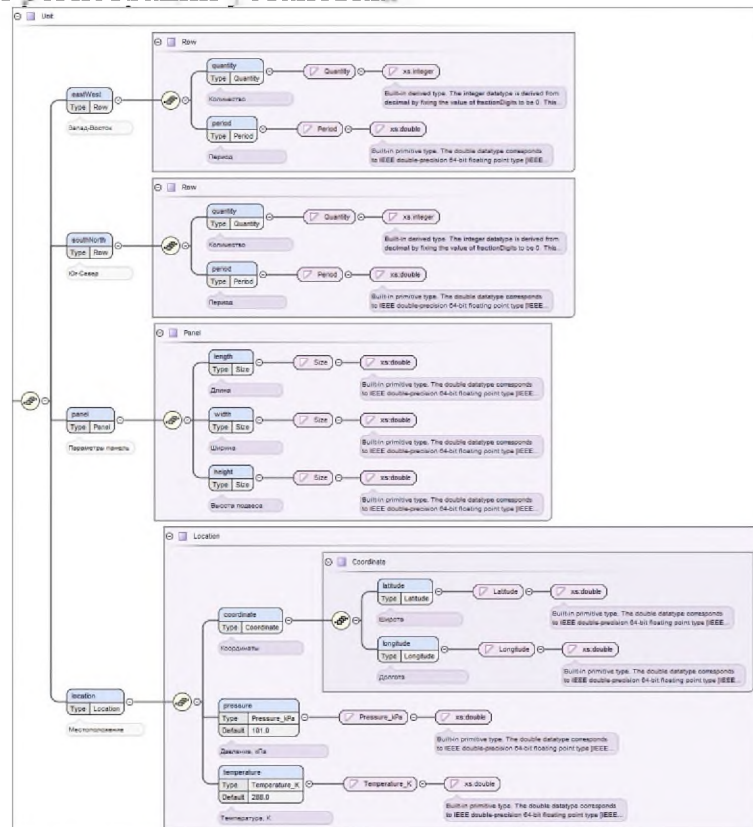 Unit
Row
quantity
Type Quantity
Quantity
xs:integer
Количество
Built-in derived type. The integer datatype is derived from
decimal by fixing the value of fractionDigits to be 0. This...
eastWest
Type Row
Запад-Восток
period
Type Period
Period
xs:double
Период
Built-in primitive type. The double datatype corresponds
to IEEE double-precision 64-bit floating point type [IEEE...
Row
quantity
Type Quantity
Quantity
xs:integer
Количество
Built-in derived type. The integer datatype is derived from
decimal by fixing the value of fractionDigits to be 0. This...
southNorth
Type Row
Юг-Север
period
Type Period
Period
xs:double
Период
Built-in primitive type. The double datatype corresponds
to IEEE double-precision 64-bit floating point type [IEEE...
Panel
length
Type Size
Size
xs:double
Длина
Built-in primitive type. The double datatype corresponds
to IEEE double-precision 64-bit floating point type [IEEE...
panel
Type Panel
Параметры панель
width
Type Size
Size
xs:double
Ширина
Built-in primitive type. The double datatype corresponds
to IEEE double-precision 64-bit floating point type [IEEE...
height
Type Size
Size
xs:double
Высота подвеса
Built-in primitive type. The double datatype corresponds
to IEEE double-precision 64-bit floating point type [IEEE...
Location
Coordinate
latitude
Type Latitude
Latitude
xs:double
Широта
Built-in primitive type. The double datatype corresponds
to IEEE double-precision 64-bit floating point type [IEEE...
coordinate
Type Coordinate
Координаты
longitude
Type Longitude
Longitude
xs:double
Долгота
Built-in primitive type. The double datatype corresponds
to IEEE double-precision 64-bit floating point type [IEEE...
location
Type Location
Местоположение
pressure
Type Pressure_kPa
Default 101.0
Pressure_kPa
xs:double
Давление, кПа
Built-in primitive type. The double datatype corresponds
to IEEE double-precision 64-bit floating point type [IEEE...
temperature
Type Temperature_K
Default 288.0
Temperature_K
xs:double
Температура, К
Built-in primitive type. The double datatype corresponds
to IEEE double-precision 64-bit floating point type [IEEE...